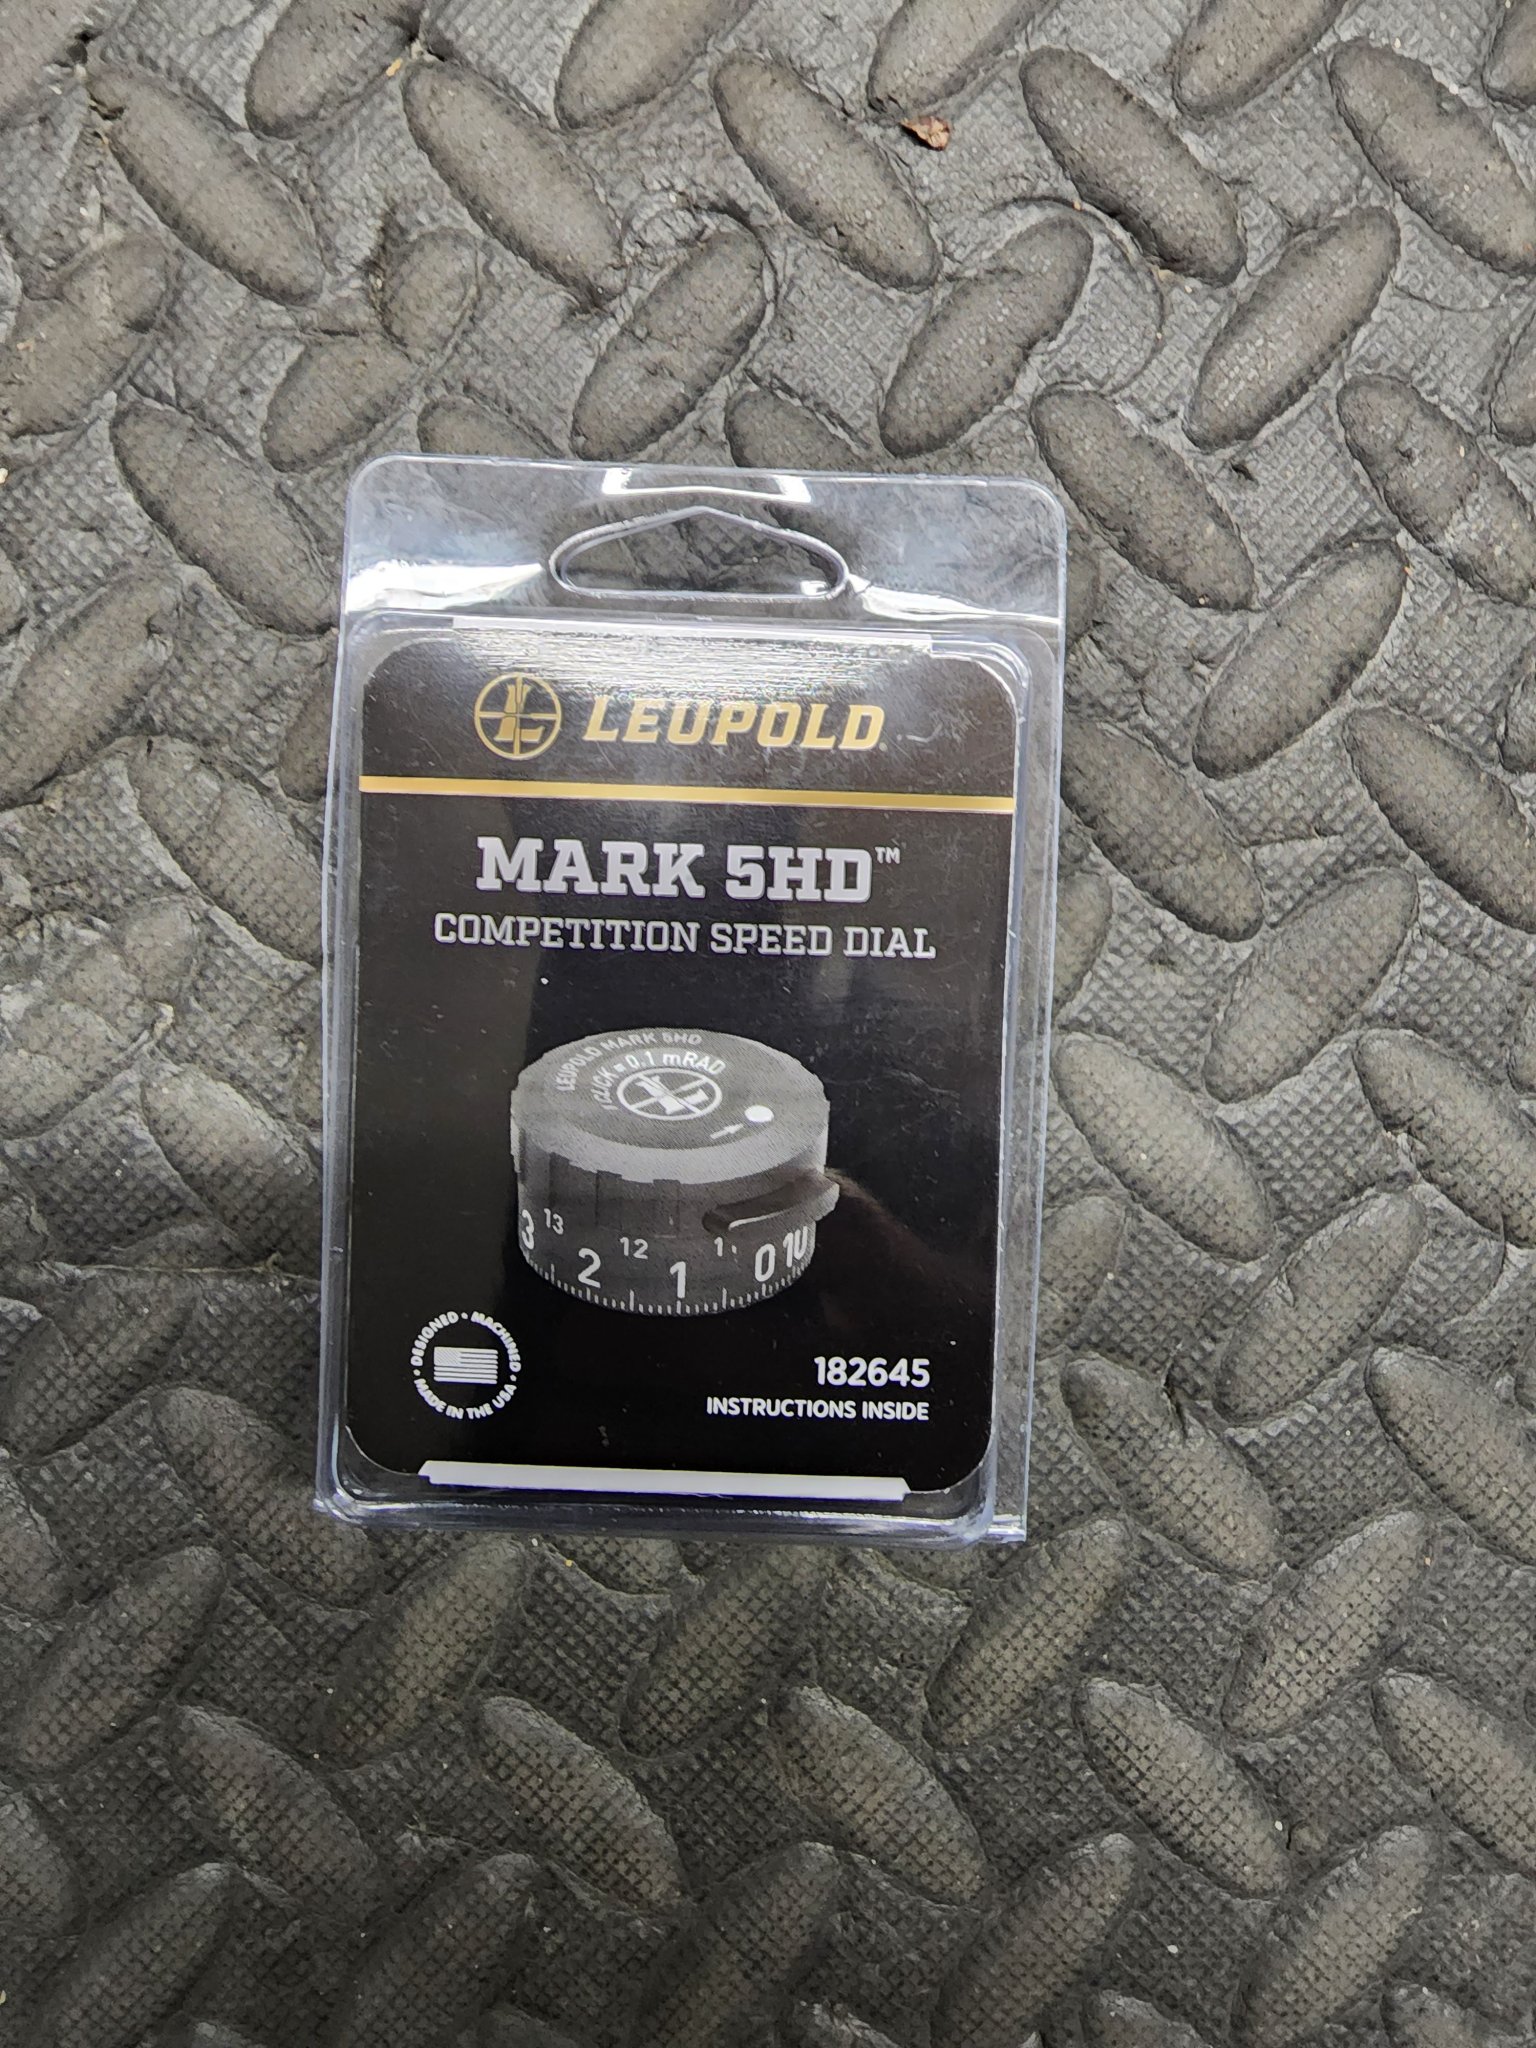 LEUPOLD
MARK 5HD™
COMPETITION SPEED DIAL
LEUPOLD MARK 5HD
1 CLICK = 0.1 mRAD
3 13 2 12 1 0 10
DESIGNED • MACHINED • MADE IN THE USA •
182645
INSTRUCTIONS INSIDE